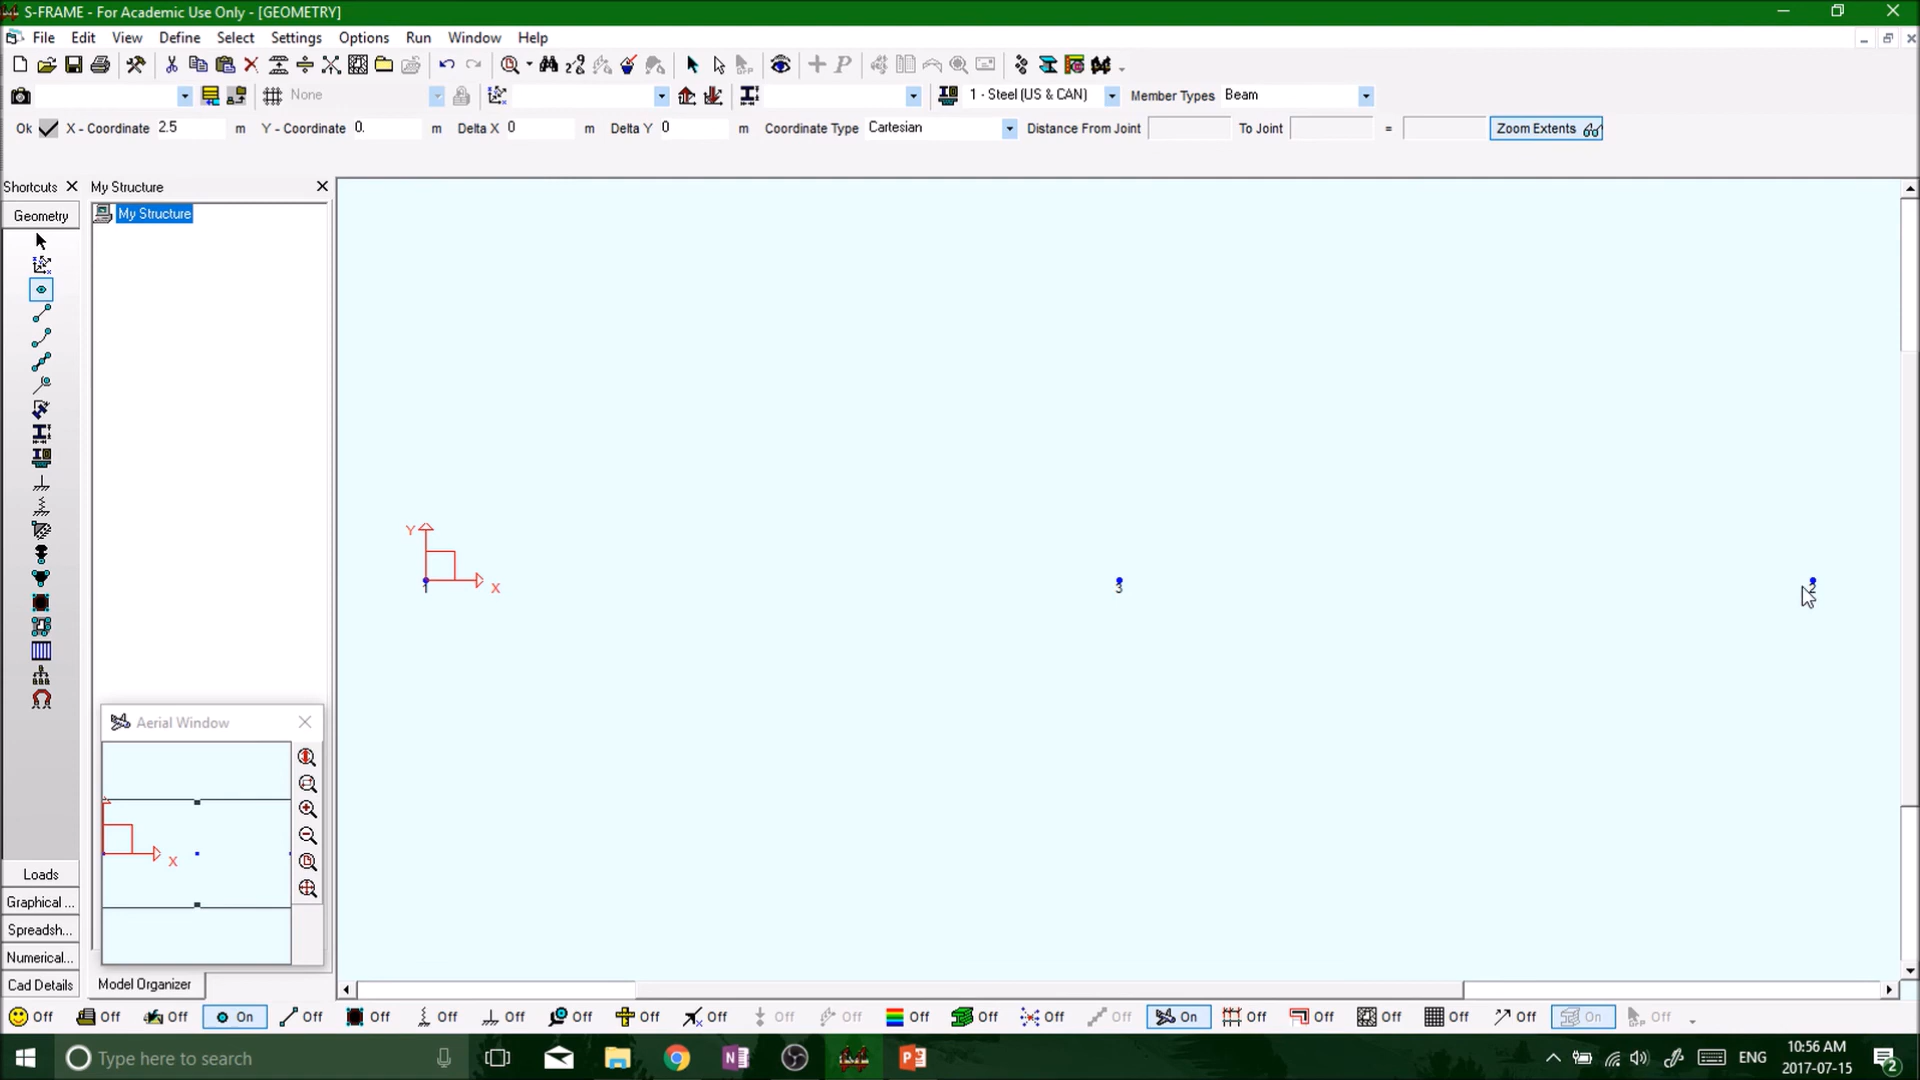 S-FRAME - For Academic Use Only - [GEOMETRY]
File Edit View Define Select Settings Options Run Window Help
None 1 - Steel (US & CAN) Member Types Beam
Ok X - Coordinate 2.5 m Y - Coordinate 0. m Delta X 0 m Delta Y 0 m Coordinate Type Cartesian Distance From Joint To Joint = Zoom Extents
Shortcuts My Structure
Geometry My Structure
Y
X
1
3
2
Aerial Window
X
Loads
Graphical ...
Spreadsh...
Numerical...
Cad Details
Model Organizer
Off Off Off On Off Off Off Off Off Off Off Off Off Off Off Off Off On Off Off Off Off Off On Off
Type here to search
ENG
10:56 AM
2017-07-15
2